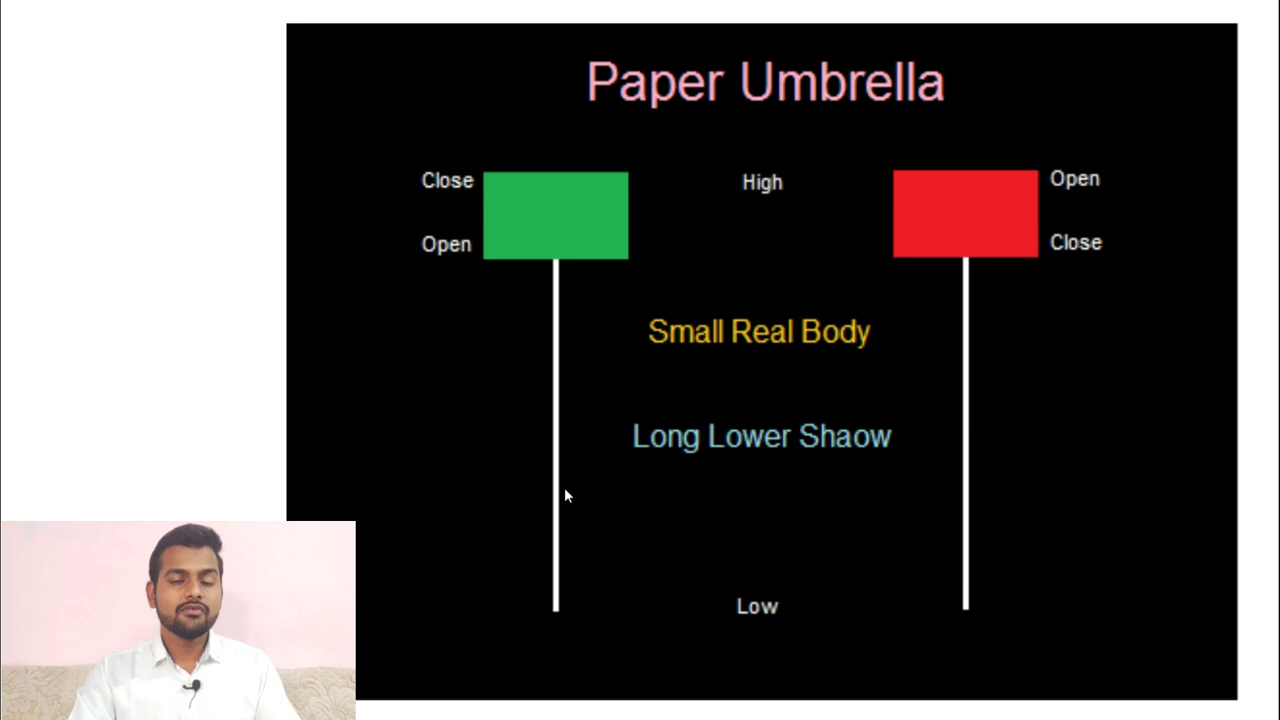 Paper Umbrella
Close
High
Open
Open
Close
Small Real Body
Long Lower Shaow
Low